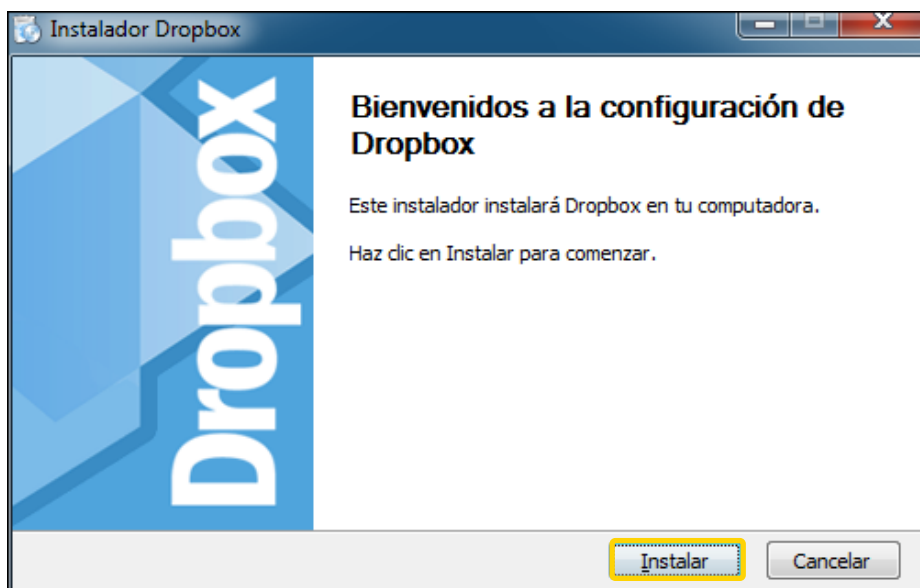 Instalador Dropbox
Dropbox
Bienvenidos a la configuración de
Dropbox
Este instalador instalará Dropbox en tu computadora.
Haz clic en Instalar para comenzar.
Instalar
Cancelar